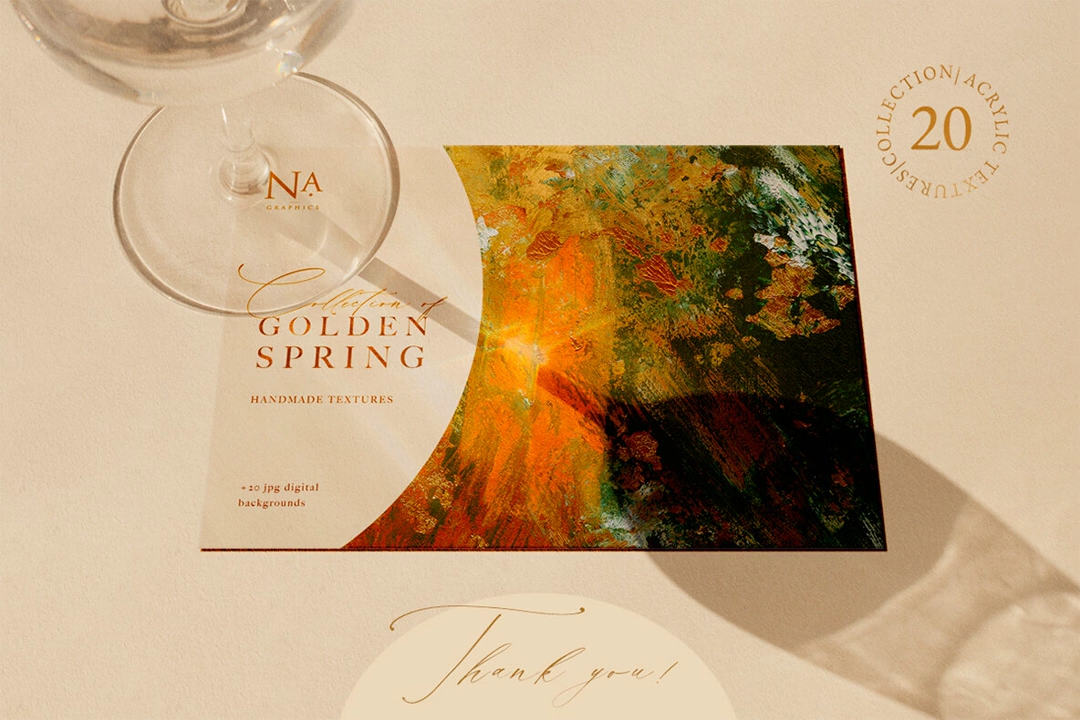 COLLECTION| ACRYLIC TEXTURES|
20
NA
GRAPHICS
Collection of
GOLDEN
SPRING
HANDMADE TEXTURES
+20 jpg digital
backgrounds
Thank you!